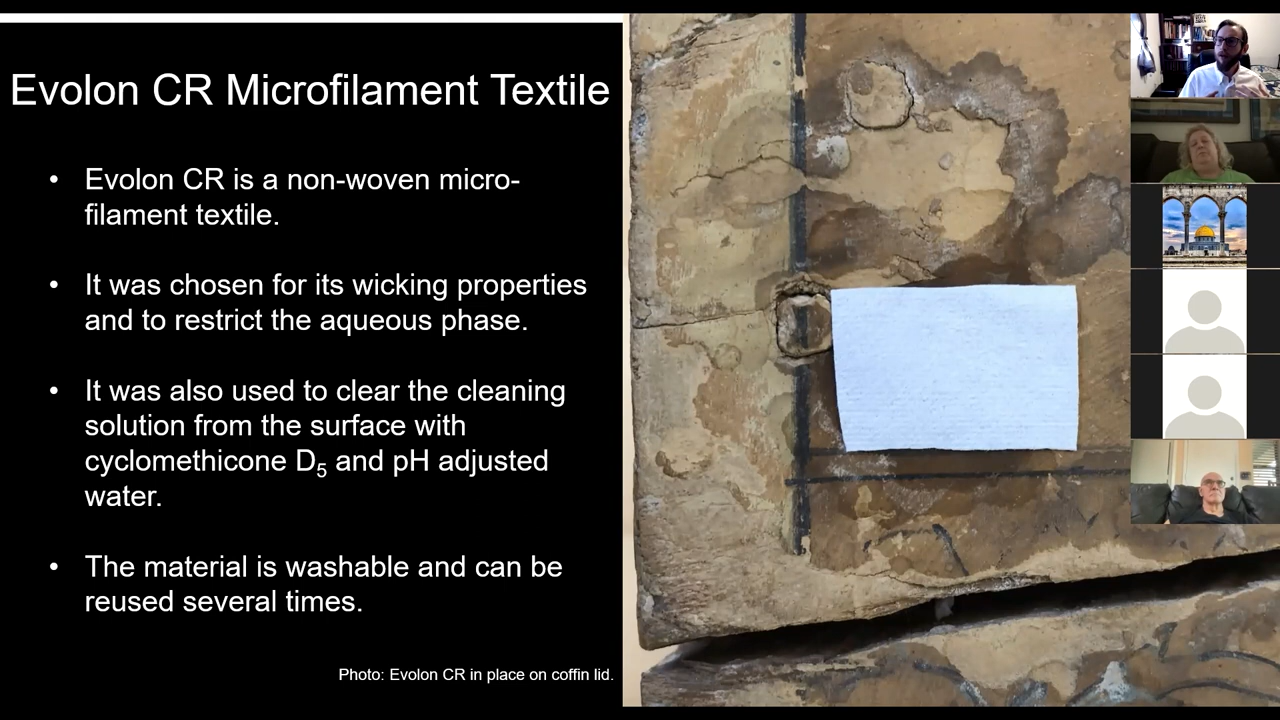 Evolon CR Microfilament Textile
• Evolon CR is a non-woven micro-
filament textile.
• It was chosen for its wicking properties
and to restrict the aqueous phase.
• It was also used to clear the cleaning
solution from the surface with
cyclomethicone D₅ and pH adjusted
water.
• The material is washable and can be
reused several times.
Photo: Evolon CR in place on coffin lid.